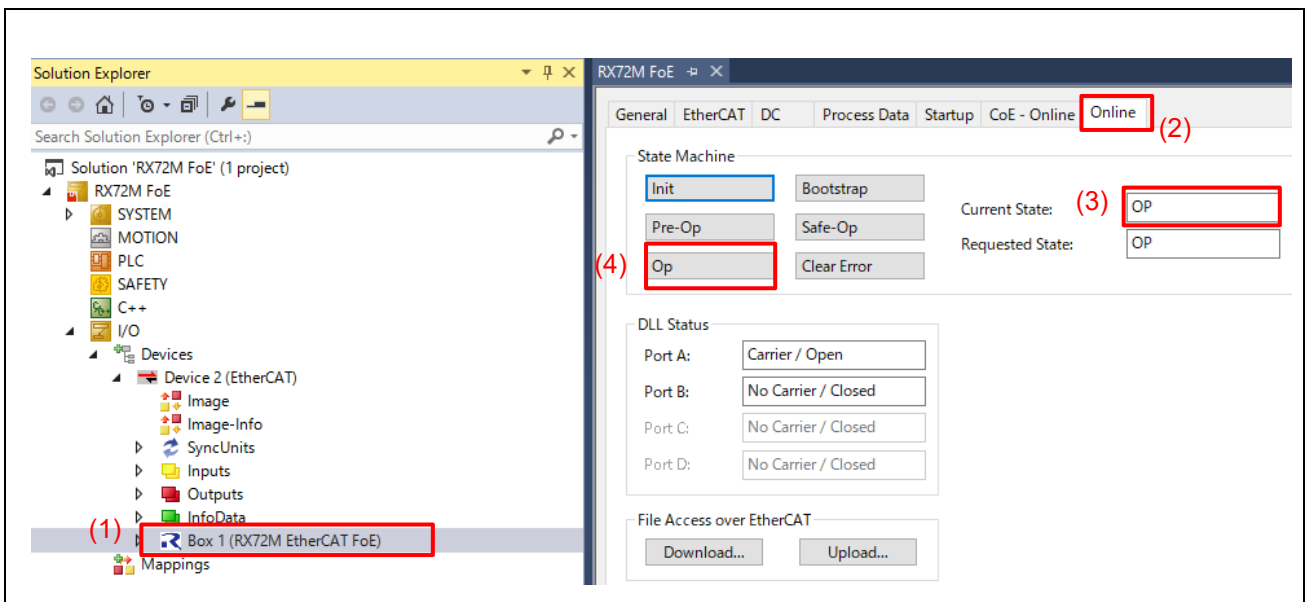 Solution Explorer
Search Solution Explorer (Ctrl+:)
Solution 'RX72M FoE' (1 project)
RX72M FoE
SYSTEM
MOTION
PLC
SAFETY
C++
I/O
Devices
Device 2 (EtherCAT)
Image
Image-Info
SyncUnits
Inputs
Outputs
InfoData
(1) Box 1 (RX72M EtherCAT FoE)
Mappings
RX72M FoE
General EtherCAT DC Process Data Startup CoE - Online Online (2)
State Machine
Init Bootstrap
Current State: (3) OP
Pre-Op Safe-Op
Requested State: OP
(4) Op Clear Error
DLL Status
Port A: Carrier / Open
Port B: No Carrier / Closed
Port C: No Carrier / Closed
Port D: No Carrier / Closed
File Access over EtherCAT
Download... Upload...